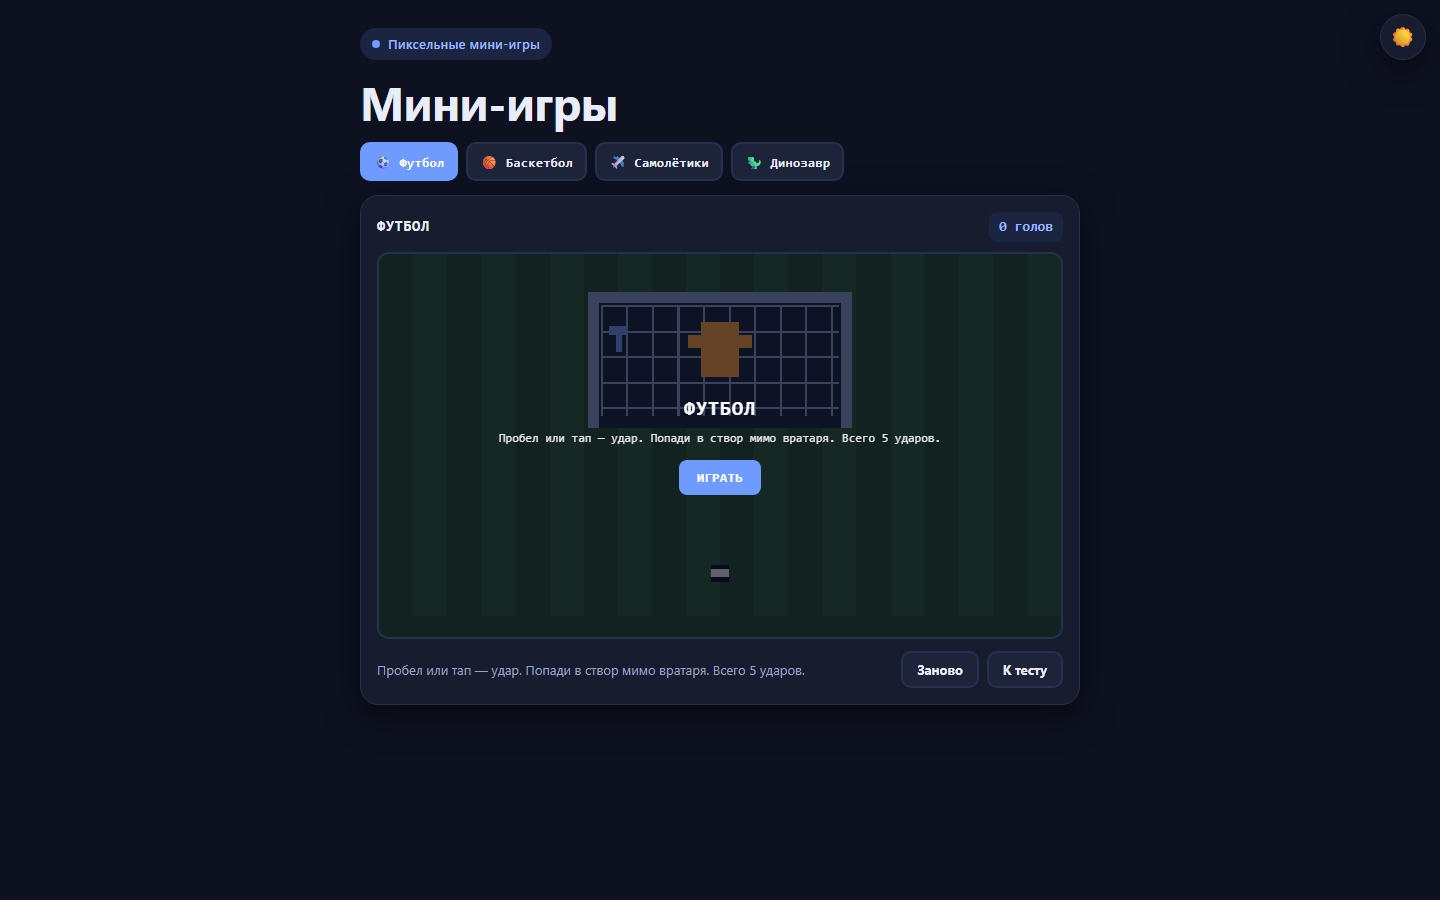 Пиксельные мини-игры
Мини-игры
Футбол
Баскетбол
Самолётики
Динозавр
ФУТБОЛ
0 голов
ФУТБОЛ
Пробел или тап — удар. Попади в створ мимо вратаря. Всего 5 ударов.
ИГРАТЬ
Пробел или тап — удар. Попади в створ мимо вратаря. Всего 5 ударов.
Заново
К тесту